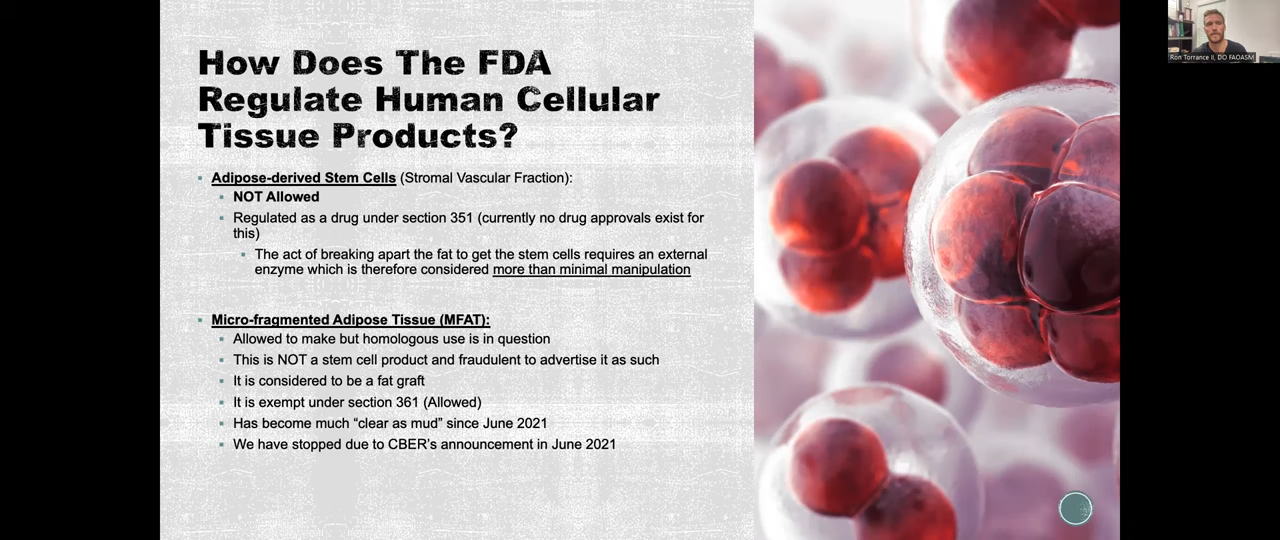 How Does The FDA
Regulate Human Cellular
Tissue Products?
Adipose-derived Stem Cells (Stromal Vascular Fraction):
NOT Allowed
Regulated as a drug under section 351 (currently no drug approvals exist for
this)
The act of breaking apart the fat to get the stem cells requires an external
enzyme which is therefore considered more than minimal manipulation
Micro-fragmented Adipose Tissue (MFAT):
Allowed to make but homologous use is in question
This is NOT a stem cell product and fraudulent to advertise it as such
It is considered to be a fat graft
It is exempt under section 361 (Allowed)
Has become much “clear as mud” since June 2021
We have stopped due to CBER’s announcement in June 2021
Ron Torrance II, DO FAOASM